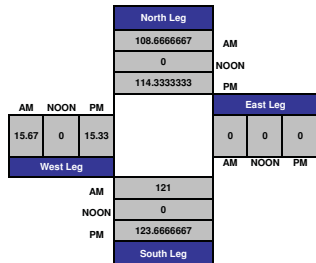 North Leg
108.6666667 AM
0 NOON
114.3333333 PM
AM NOON PM East Leg
15.67 0 15.33 0 0 0
West Leg AM NOON PM
AM 121
NOON 0
PM 123.6666667
South Leg